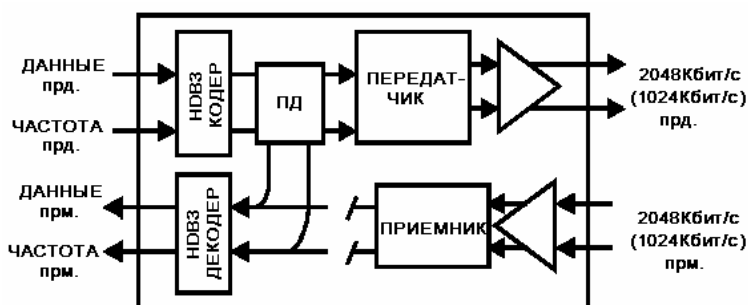 ДАННЫЕ
прд.
ЧАСТОТА
прд.
HDB3
КОДЕР
ПД
ПЕРЕДАТ-
ЧИК
2048Кбит/с
(1024Кбит/с)
прд.
ДАННЫЕ
прм.
ЧАСТОТА
прм.
HDB3
ДЕКОДЕР
ПРИЕМНИК
2048Кбит/с
(1024Кбит/с)
прм.